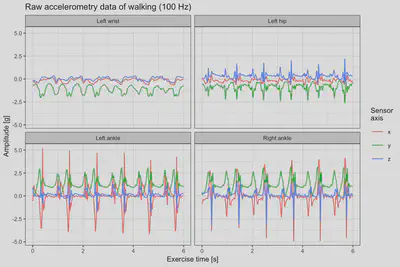 Raw accelerometry data of walking (100 Hz)
Left wrist
Left hip
5.0
2.5
0.0
-2.5
-5.0
Left ankle
Right ankle
5.0
2.5
0.0
-2.5
-5.0
0
2
4
6
0
2
4
6
Amplitude [g]
Exercise time [s]
Sensor
axis
x
y
z